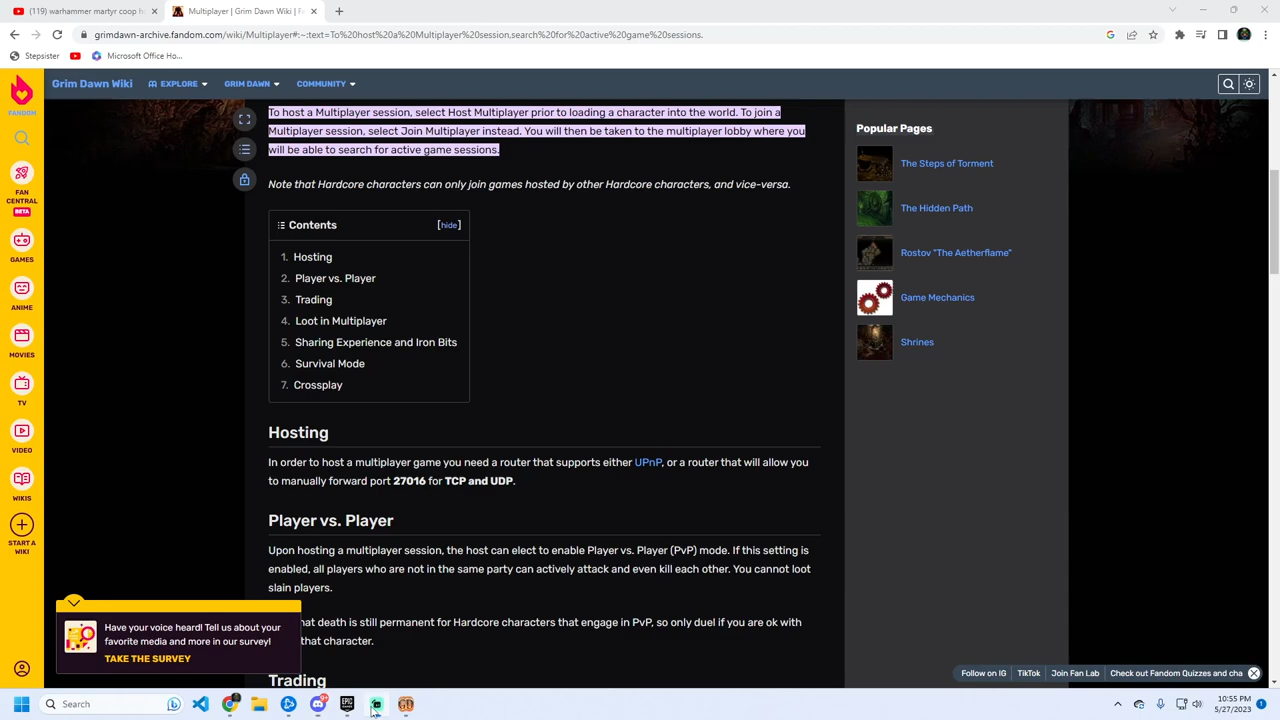 (119) warhammer martyr coop h
Multiplayer | Grim Dawn Wiki | Fa
grimdawn-archive.fandom.com/wiki/Multiplayer#:~:text=To%20host%20a%20Multiplayer%20session,search%20for%20active%20game%20sessions.
Stepsister
Microsoft Office Ho...
Grim Dawn Wiki
EXPLORE
GRIM DAWN
COMMUNITY
FANDOM
FAN CENTRAL
BETA
GAMES
ANIME
MOVIES
TV
VIDEO
WIKIS
START A WIKI
To host a Multiplayer session, select Host Multiplayer prior to loading a character into the world. To join a
Multiplayer session, select Join Multiplayer instead. You will then be taken to the multiplayer lobby where you
will be able to search for active game sessions.
Note that Hardcore characters can only join games hosted by other Hardcore characters, and vice-versa.
Contents [hide]
1. Hosting
2. Player vs. Player
3. Trading
4. Loot in Multiplayer
5. Sharing Experience and Iron Bits
6. Survival Mode
7. Crossplay
Hosting
In order to host a multiplayer game you need a router that supports either UPnP, or a router that will allow you
to manually forward port 27016 for TCP and UDP.
Player vs. Player
Upon hosting a multiplayer session, the host can elect to enable Player vs. Player (PvP) mode. If this setting is
enabled, all players who are not in the same party can actively attack and even kill each other. You cannot loot
slain players.
hat death is still permanent for Hardcore characters that engage in PvP, so only duel if you are ok with
that character.
Trading
Popular Pages
The Steps of Torment
The Hidden Path
Rostov "The Aetherflame"
Game Mechanics
Shrines
Have your voice heard! Tell us about your
favorite media and more in our survey!
TAKE THE SURVEY
Follow on IG
TikTok
Join Fan Lab
Check out Fandom Quizzes and cha
Search
10:55 PM
5/27/2023